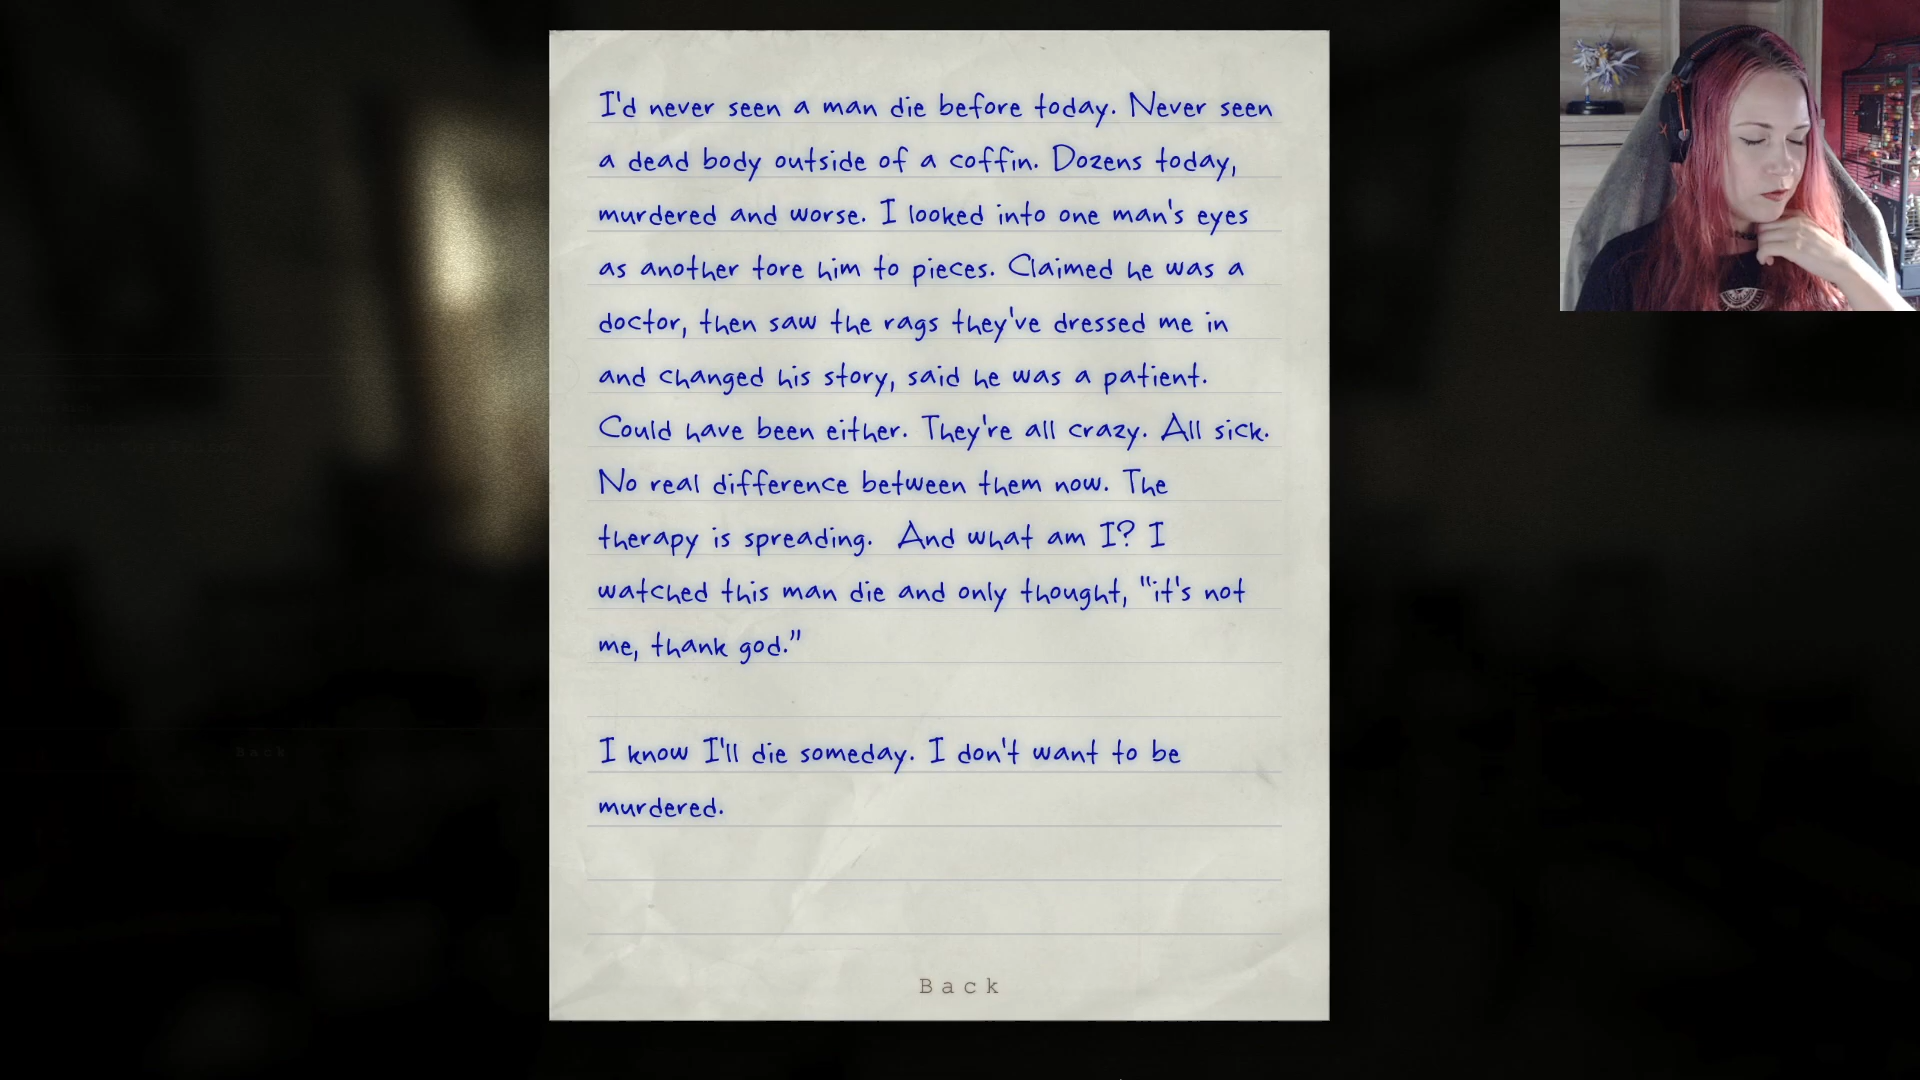 I'd never seen a man die before today. Never seen
a dead body outside of a coffin. Dozens today,
murdered and worse. I looked into one man's eyes
as another tore him to pieces. Claimed he was a
doctor, then saw the rags they've dressed me in
and changed his story, said he was a patient.
Could have been either. They're all crazy. All sick.
No real difference between them now. The
therapy is spreading.  And what am I? I
watched this man die and only thought, "it's not
me, thank god."
I know I'll die someday. I don't want to be
murdered.
Back
Back